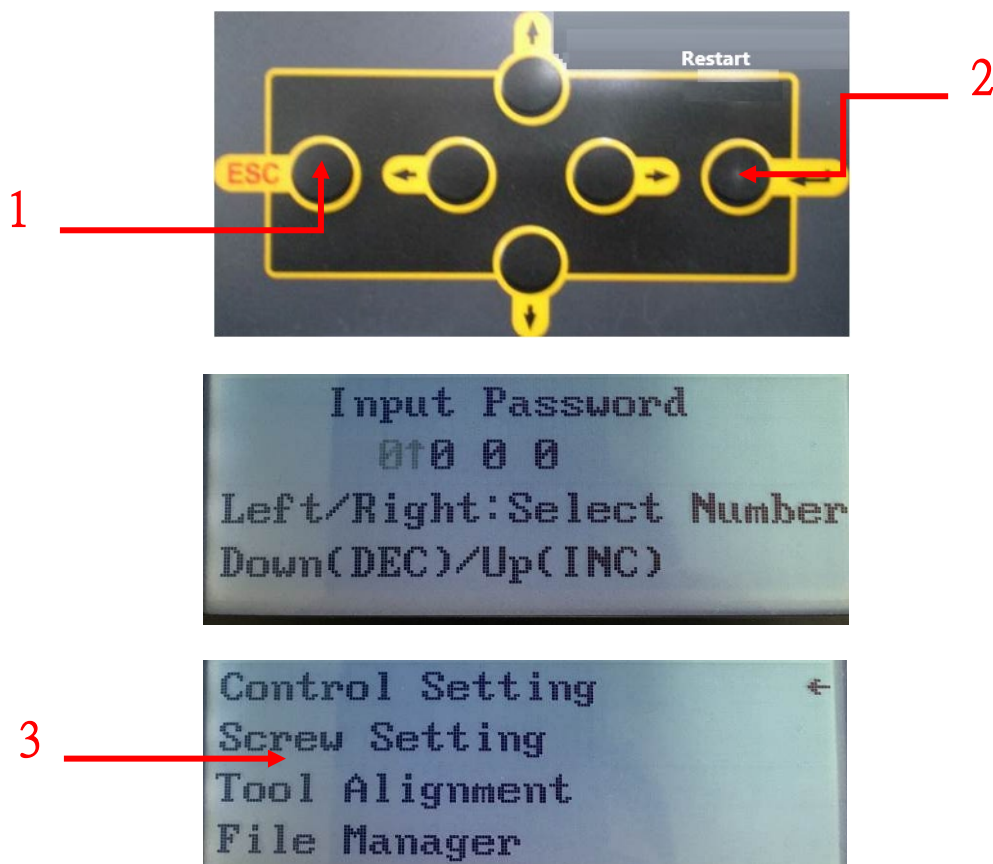 Restart
2
ESC
1
Input Password
0↑0 0 0
Left/Right:Select Number
Down(DEC)/Up(INC)
Control Setting ←
Screw Setting
3
Tool Alignment
File Manager